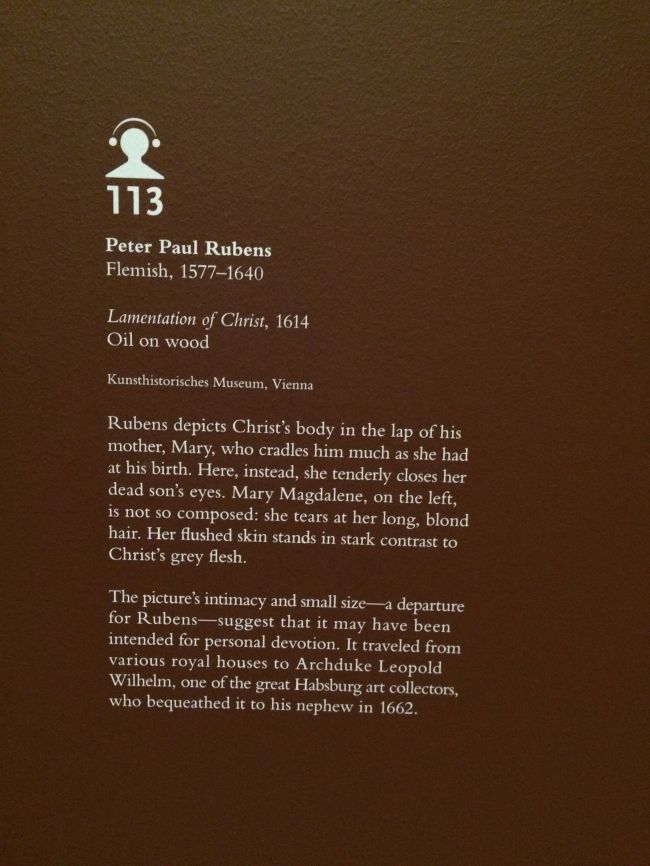 113
Peter Paul Rubens
Flemish, 1577–1640
Lamentation of Christ, 1614
Oil on wood
Kunsthistorisches Museum, Vienna
Rubens depicts Christ's body in the lap of his
mother, Mary, who cradles him much as she had
at his birth. Here, instead, she tenderly closes her
dead son's eyes. Mary Magdalene, on the left,
is not so composed: she tears at her long, blond
hair. Her flushed skin stands in stark contrast to
Christ's grey flesh.
The picture's intimacy and small size—a departure
for Rubens—suggest that it may have been
intended for personal devotion. It traveled from
various royal houses to Archduke Leopold
Wilhelm, one of the great Habsburg art collectors,
who bequeathed it to his nephew in 1662.